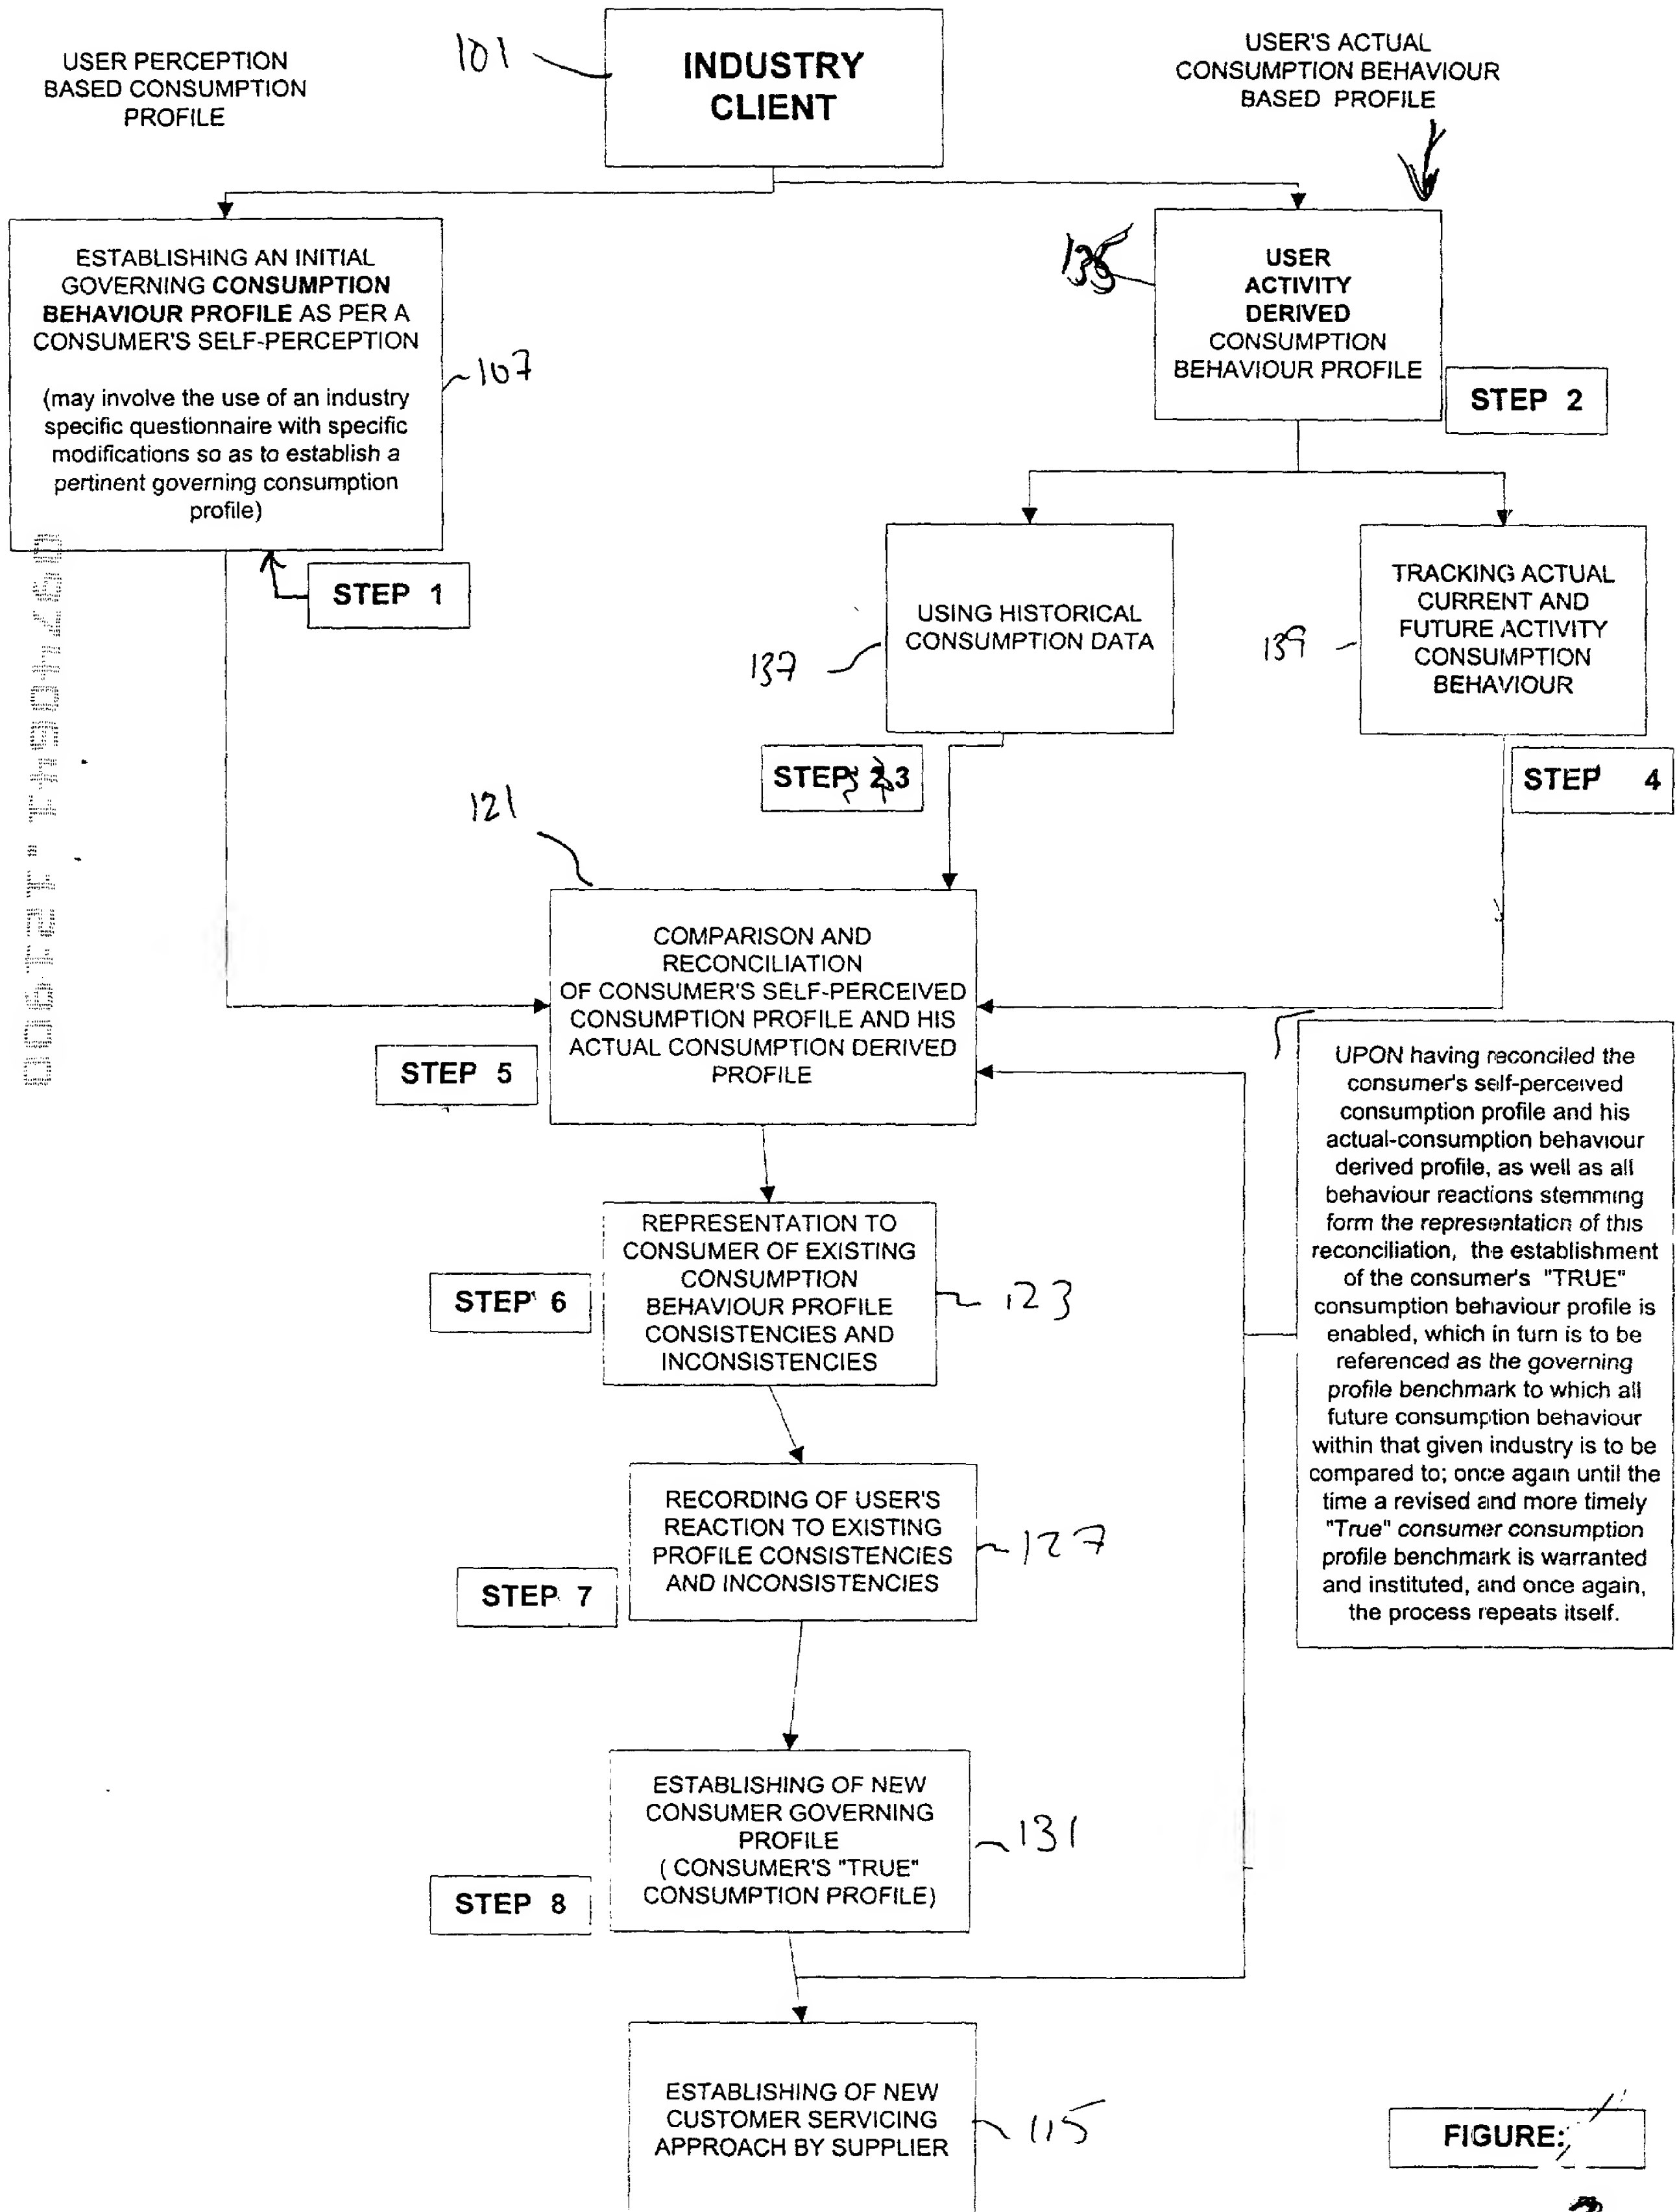 USER PERCEPTION
BASED CONSUMPTION
PROFILE
101
INDUSTRY
CLIENT
USER'S ACTUAL
CONSUMPTION BEHAVIOUR
BASED PROFILE
ESTABLISHING AN INITIAL
GOVERNING CONSUMPTION
BEHAVIOUR PROFILE AS PER A
CONSUMER'S SELF-PERCEPTION
(may involve the use of an industry
specific questionnaire with specific
modifications so as to establish a
pertinent governing consumption
profile)
107
STEP 1
135
USER
ACTIVITY
DERIVED
CONSUMPTION
BEHAVIOUR PROFILE
STEP 2
USING HISTORICAL
CONSUMPTION DATA
137
STEP 3
TRACKING ACTUAL
CURRENT AND
FUTURE ACTIVITY
CONSUMPTION
BEHAVIOUR
139
STEP 4
121
COMPARISON AND
RECONCILIATION
OF CONSUMER'S SELF-PERCEIVED
CONSUMPTION PROFILE AND HIS
ACTUAL CONSUMPTION DERIVED
PROFILE
STEP 5
UPON having reconciled the
consumer's self-perceived
consumption profile and his
actual-consumption behaviour
derived profile, as well as all
behaviour reactions stemming
form the representation of this
reconciliation, the establishment
of the consumer's "TRUE"
consumption behaviour profile is
enabled, which in turn is to be
referenced as the governing
profile benchmark to which all
future consumption behaviour
within that given industry is to be
compared to; once again until the
time a revised and more timely
"True" consumer consumption
profile benchmark is warranted
and instituted, and once again,
the process repeats itself.
REPRESENTATION TO
CONSUMER OF EXISTING
CONSUMPTION
BEHAVIOUR PROFILE
CONSISTENCIES AND
INCONSISTENCIES
STEP 6
123
RECORDING OF USER'S
REACTION TO EXISTING
PROFILE CONSISTENCIES
AND INCONSISTENCIES
127
STEP 7
ESTABLISHING OF NEW
CONSUMER GOVERNING
PROFILE
( CONSUMER'S "TRUE"
CONSUMPTION PROFILE)
131
STEP 8
ESTABLISHING OF NEW
CUSTOMER SERVICING
APPROACH BY SUPPLIER
115
FIGURE: